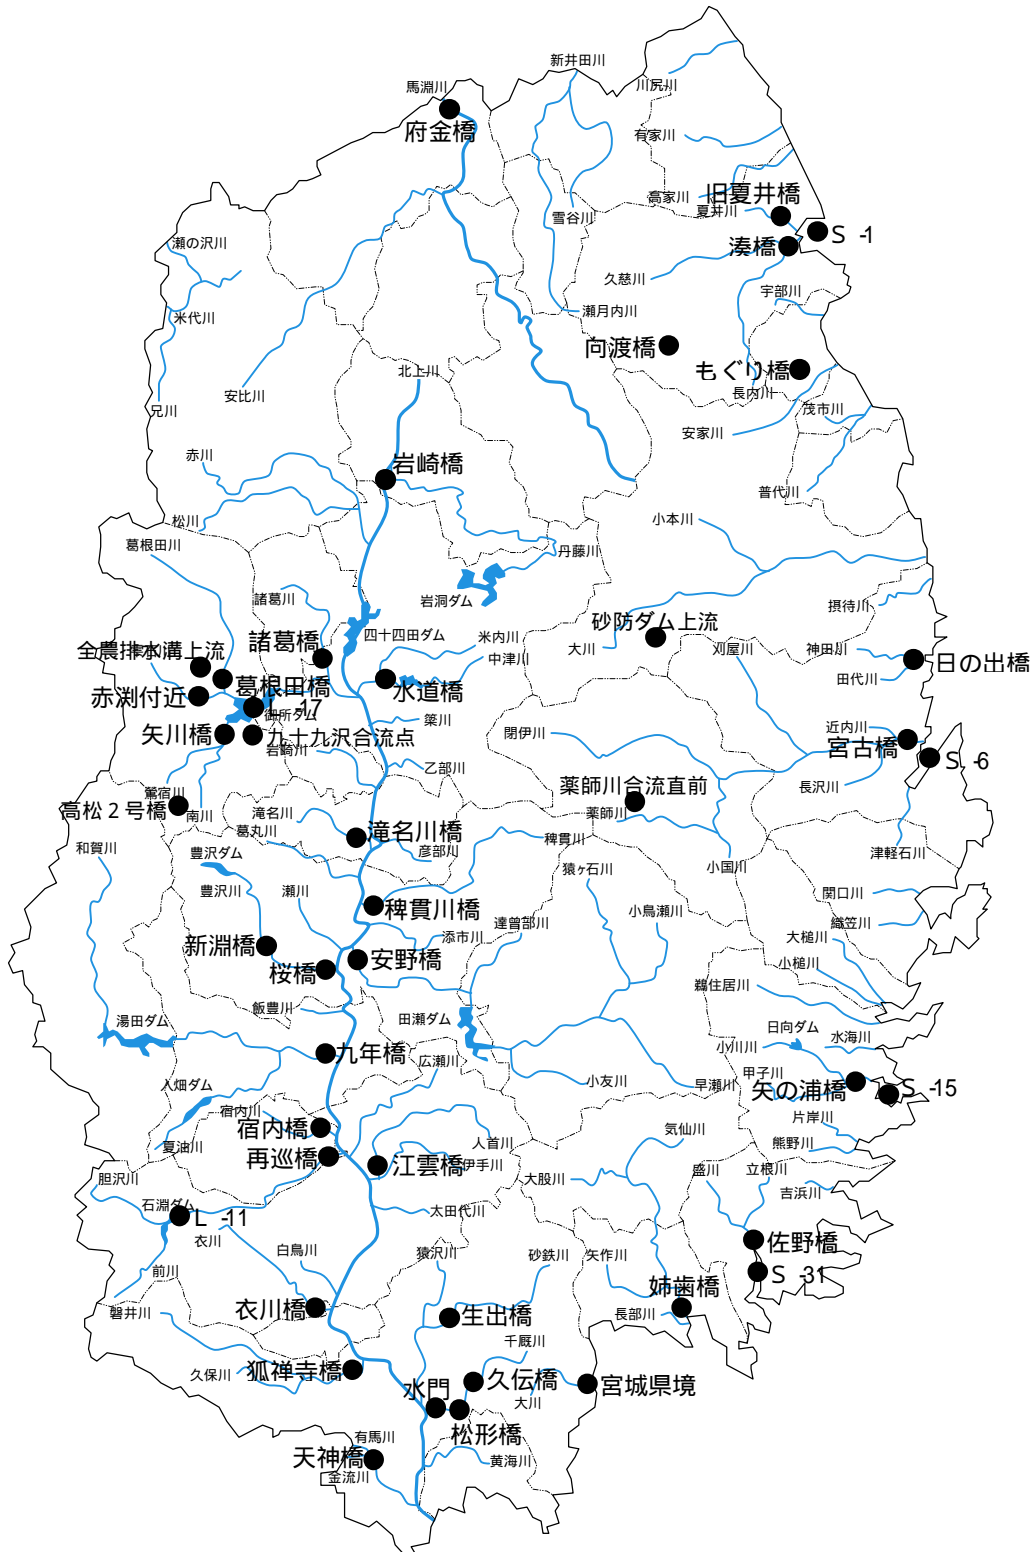 新井田川
馬淵川
川尻川
府金橋
有家川
高家川
旧夏井橋
夏井川
雪谷川
S -1
瀬の沢川
湊橋
久慈川
宇部川
瀬月内川
米代川
向渡橋
もぐり橋
北上川
安比川
長内川
兄川
茂市川
安家川
赤川
岩崎橋
普代川
松川
小本川
葛根田川
丹藤川
諸葛川
岩洞ダム
摂待川
砂防ダム上流
四十四田ダム
米内川
諸葛橋
全農排水溝上流
大川
刈屋川
神田川
中津川
日の出橋
葛根田橋
水道橋
田代川
赤渕付近
L -17
御所ダム
簗川
矢川橋
九十九沢合流点
閉伊川
近内川
宮古橋
岩崎川
乙部川
S -6
薬師川合流直前
長沢川
鶯宿川
高松2号橋
南川
滝名川
薬師川
葛丸川
滝名川橋
稗貫川
和賀川
豊沢ダム
彦部川
津軽石川
猿ヶ石川
小国川
豊沢川
瀬川
関口川
稗貫川橋
小烏瀬川
達曽部川
織笠川
新淵橋
添市川
大槌川
桜橋
安野橋
小槌川
鵜住居川
飯豊川
湯田ダム
田瀬ダム
日向ダム
水海川
九年橋
小川川
広瀬川
甲子川
入畑ダム
小友川
早瀬川
矢の浦橋
S -15
宿内川
片岸川
宿内橋
気仙川
夏油川
人首川
熊野川
再巡橋
江雲橋
伊手川
胆沢川
大股川
盛川
立根川
吉浜川
石淵ダム
L -11
太田代川
衣川
佐野橋
白鳥川
猿沢川
砂鉄川
矢作川
前川
S -31
姉歯橋
磐井川
衣川橋
生出橋
長部川
千厩川
狐禅寺橋
久保川
久伝橋
宮城県境
水門
大川
松形橋
有馬川
天神橋
黄海川
金流川